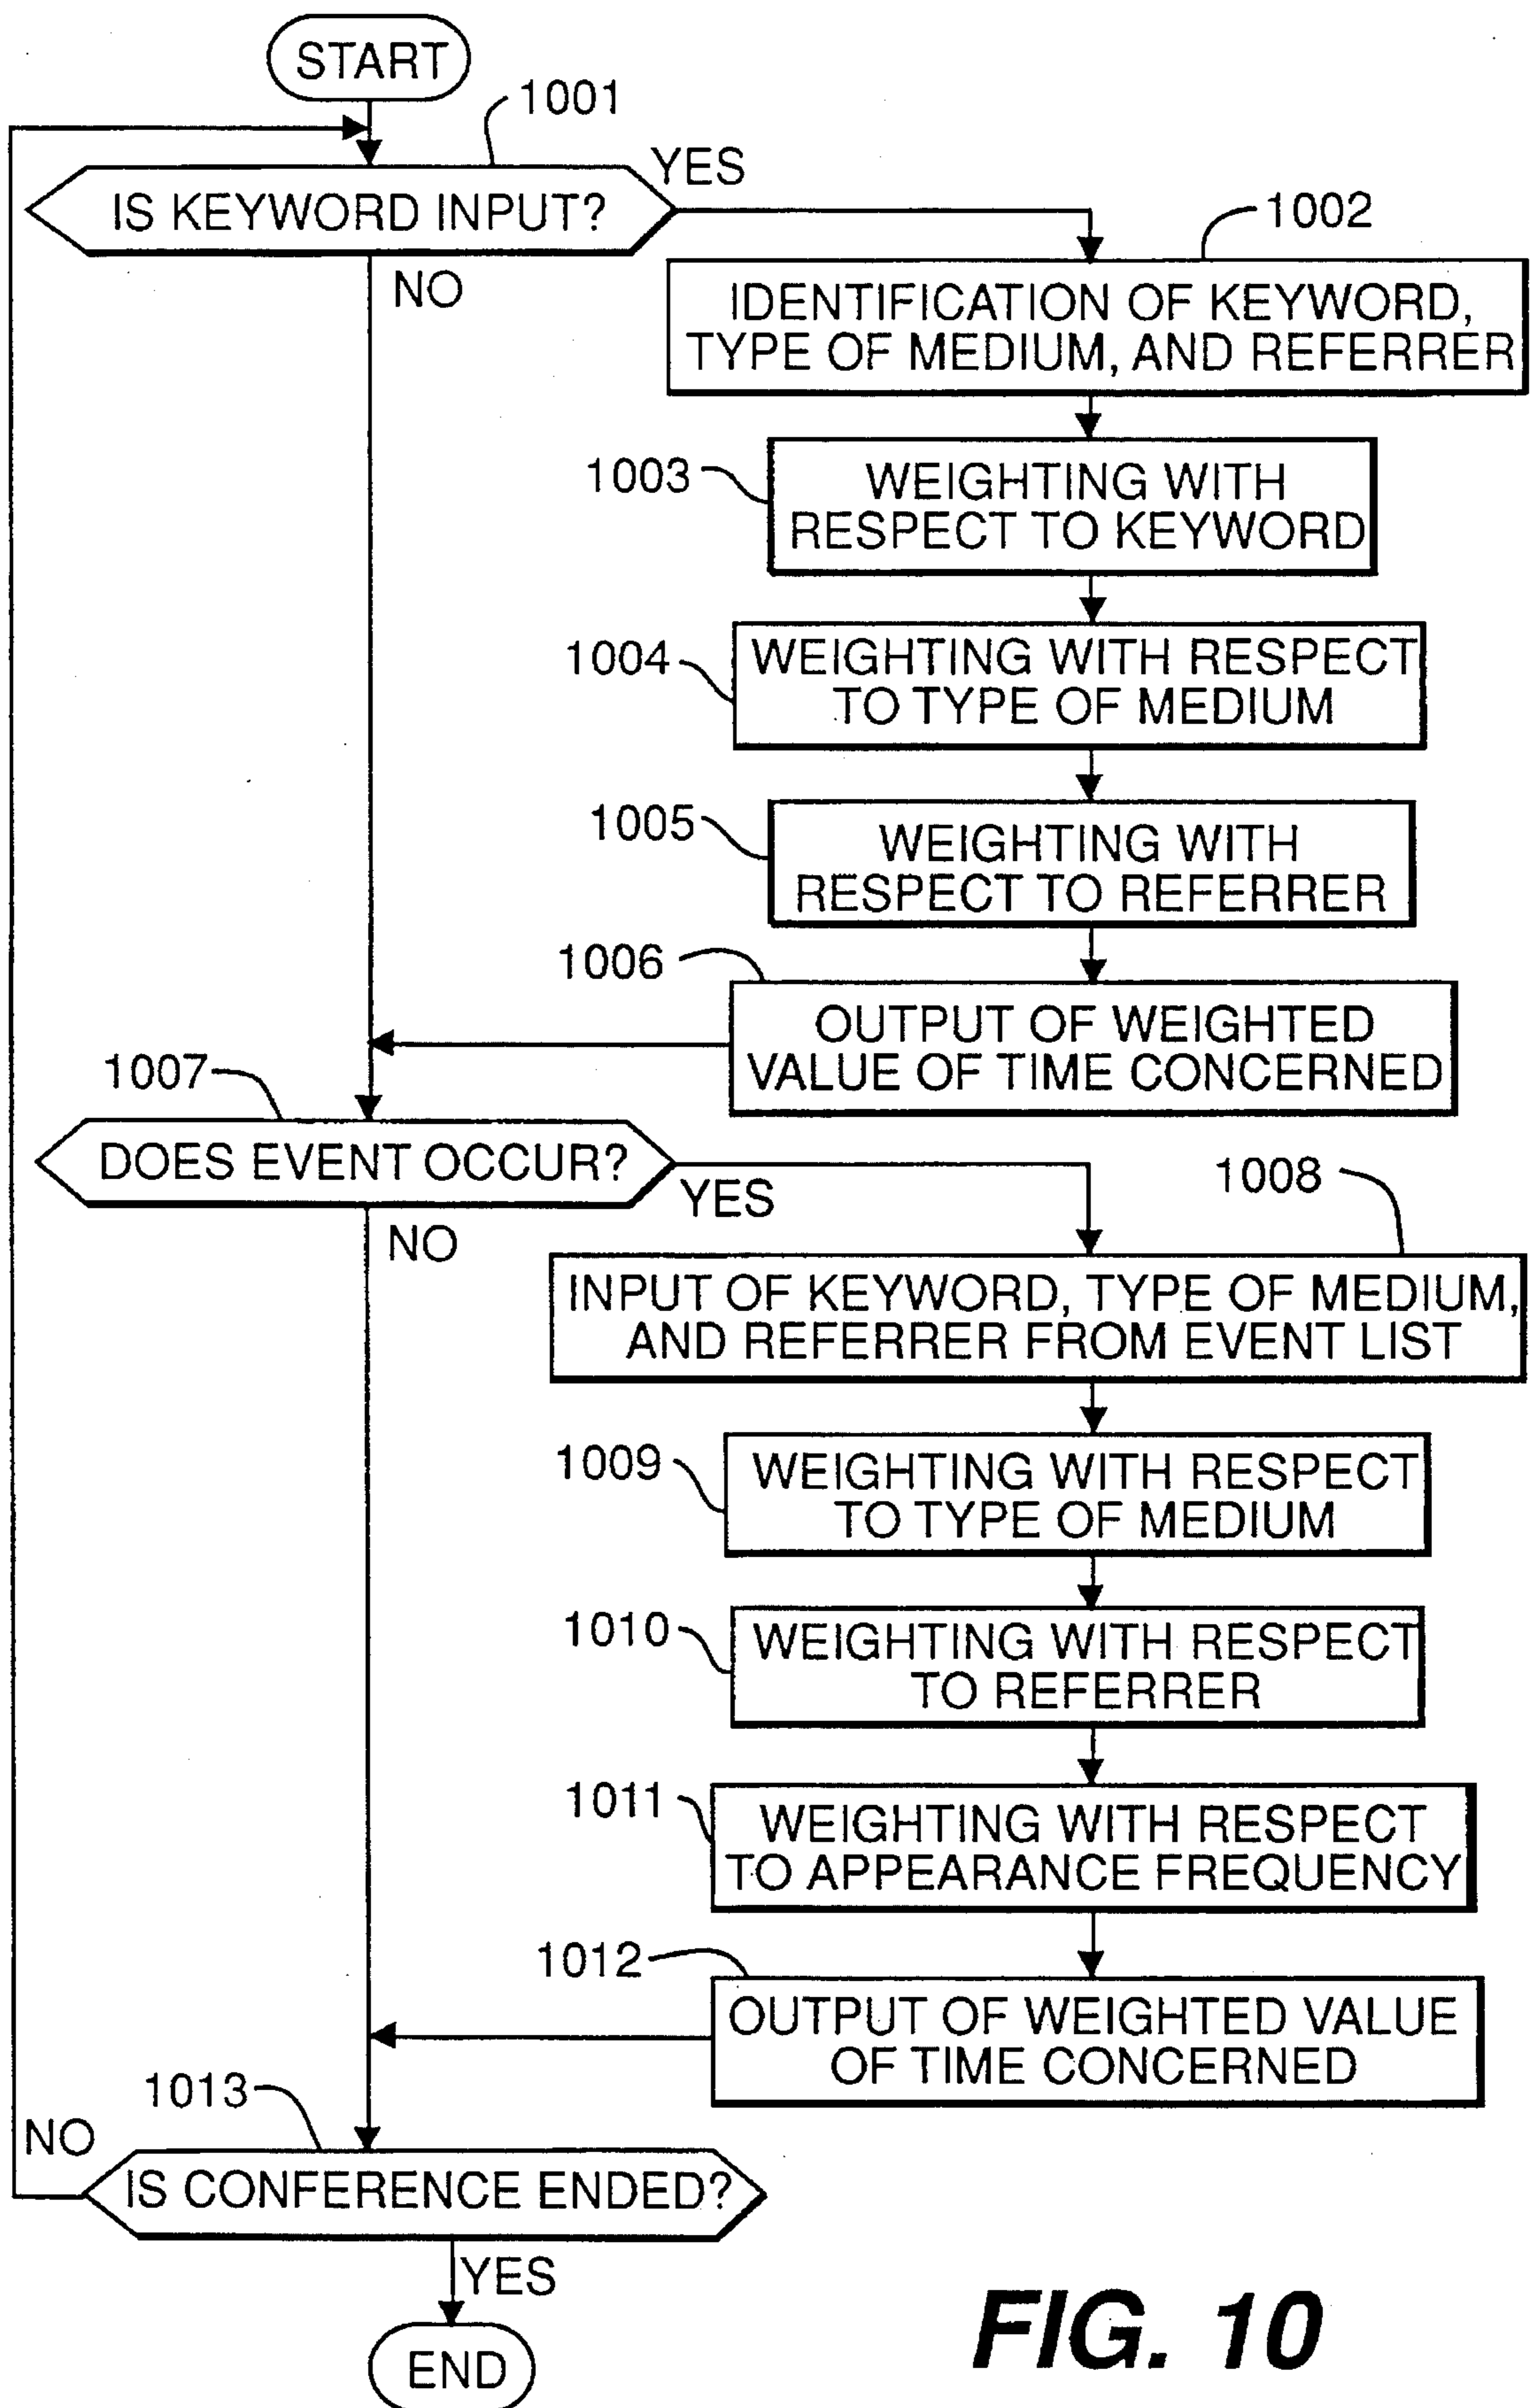 START
1001
IS KEYWORD INPUT?
YES
NO
1002
IDENTIFICATION OF KEYWORD,
TYPE OF MEDIUM, AND REFERRER
1003
WEIGHTING WITH
RESPECT TO KEYWORD
1004
WEIGHTING WITH RESPECT
TO TYPE OF MEDIUM
1005
WEIGHTING WITH
RESPECT TO REFERRER
1006
OUTPUT OF WEIGHTED
VALUE OF TIME CONCERNED
1007
DOES EVENT OCCUR?
YES
NO
1008
INPUT OF KEYWORD, TYPE OF MEDIUM,
AND REFERRER FROM EVENT LIST
1009
WEIGHTING WITH RESPECT
TO TYPE OF MEDIUM
1010
WEIGHTING WITH RESPECT
TO REFERRER
1011
WEIGHTING WITH RESPECT
TO APPEARANCE FREQUENCY
1012
OUTPUT OF WEIGHTED VALUE
OF TIME CONCERNED
1013
NO
IS CONFERENCE ENDED?
YES
END
FIG. 10